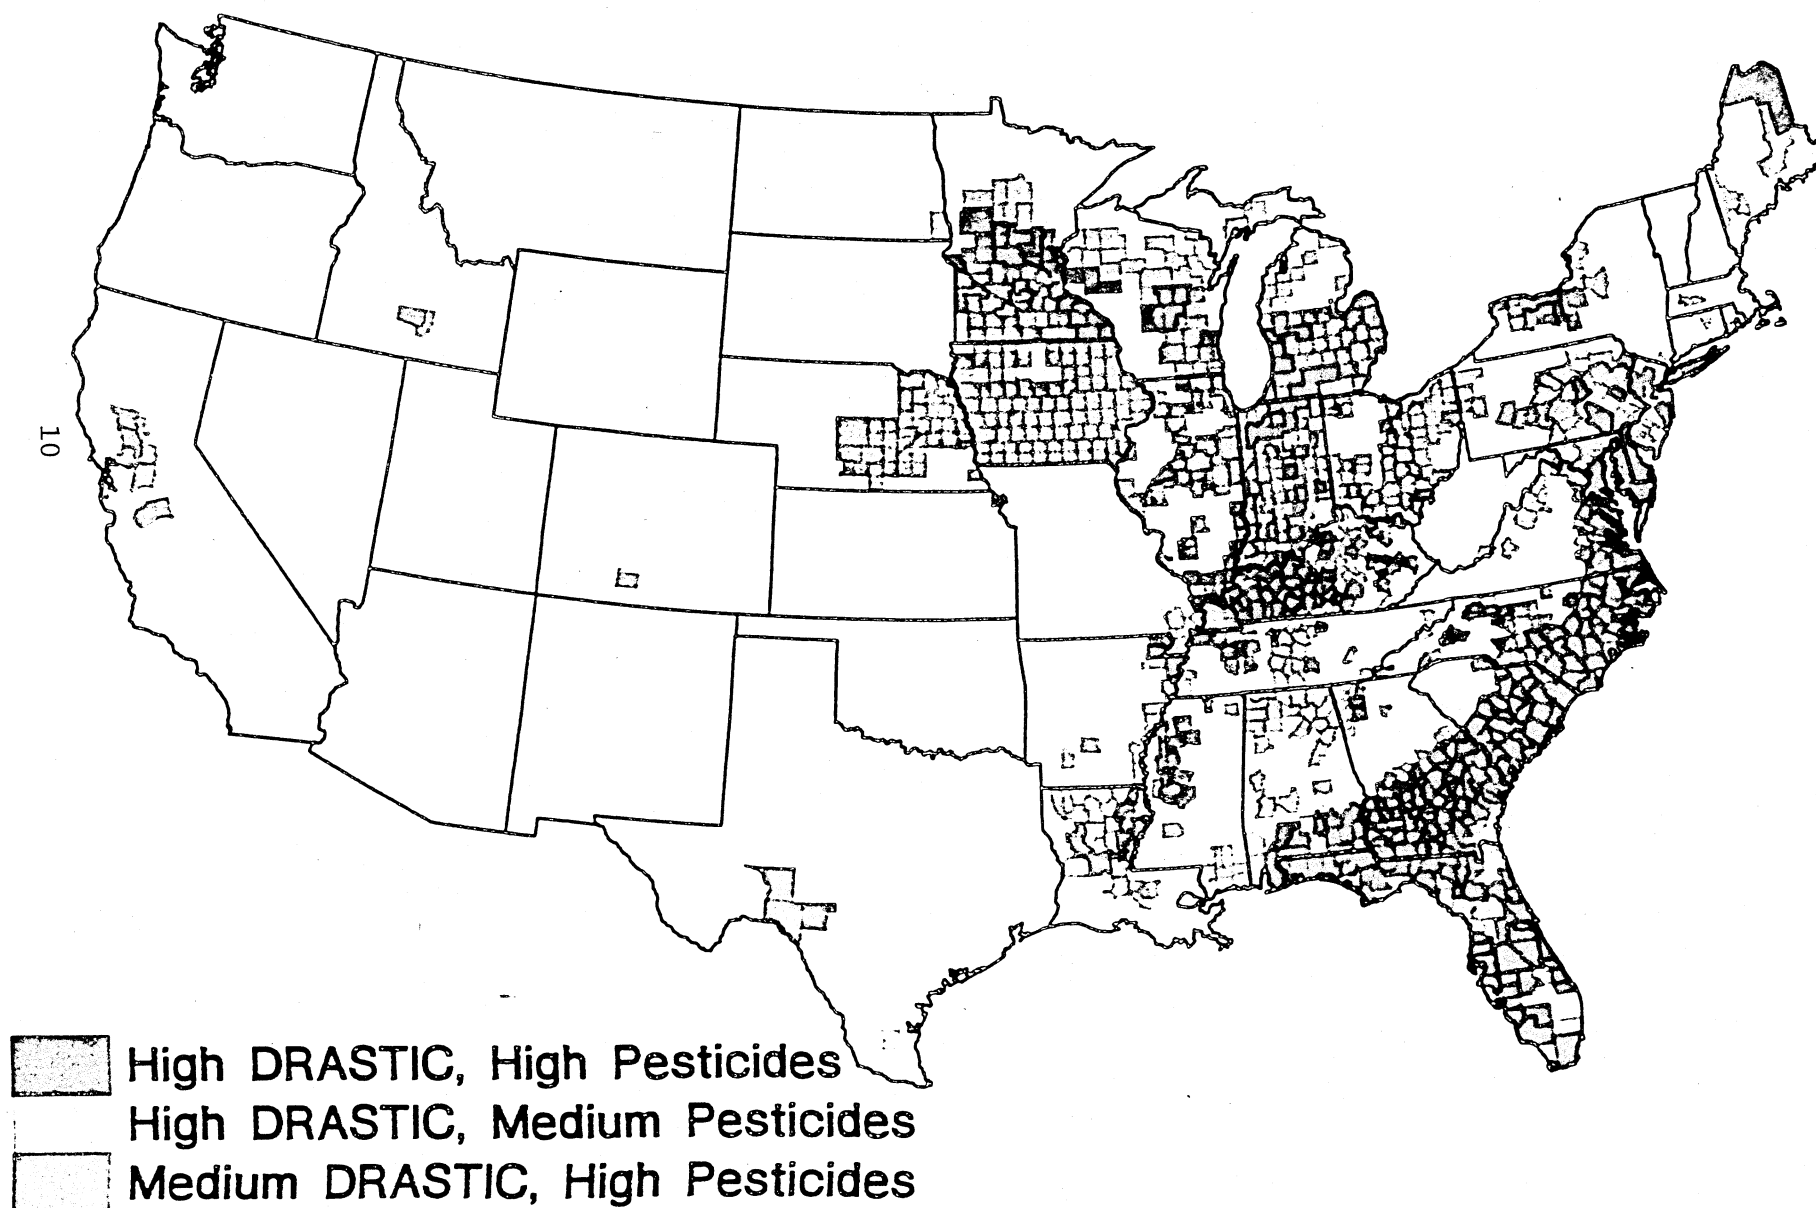 10
High DRASTIC, High Pesticides
High DRASTIC, Medium Pesticides
Medium DRASTIC, High Pesticides